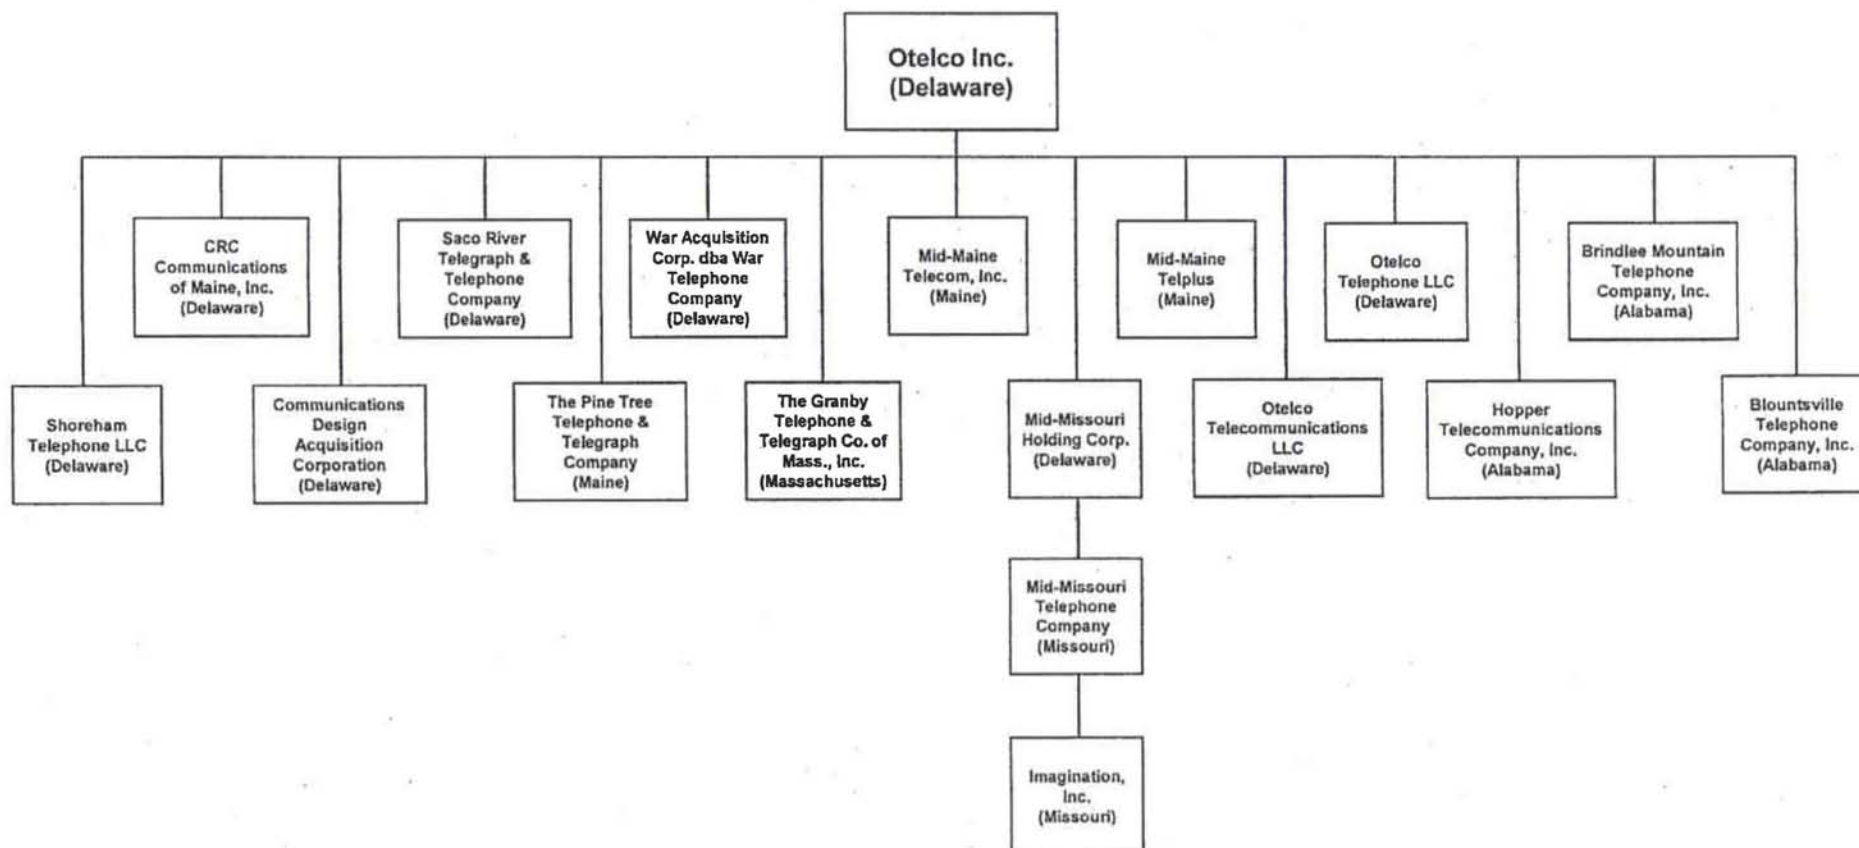 Otelco Inc.
(Delaware)
CRC
Communications
of Maine, Inc.
(Delaware)
Saco River
Telegraph &
Telephone
Company
(Delaware)
War Acquisition
Corp. dba War
Telephone
Company
(Delaware)
Mid-Maine
Telecom, Inc.
(Maine)
Mid-Maine
Telplus
(Maine)
Otelco
Telephone LLC
(Delaware)
Brindlee Mountain
Telephone
Company, Inc.
(Alabama)
Shoreham
Telephone LLC
(Delaware)
Communications
Design
Acquisition
Corporation
(Delaware)
The Pine Tree
Telephone &
Telegraph
Company
(Maine)
The Granby
Telephone &
Telegraph Co. of
Mass., Inc.
(Massachusetts)
Mid-Missouri
Holding Corp.
(Delaware)
Otelco
Telecommunications
LLC
(Delaware)
Hopper
Telecommunications
Company, Inc.
(Alabama)
Blountsville
Telephone
Company, Inc.
(Alabama)
Mid-Missouri
Telephone
Company
(Missouri)
Imagination,
Inc.
(Missouri)